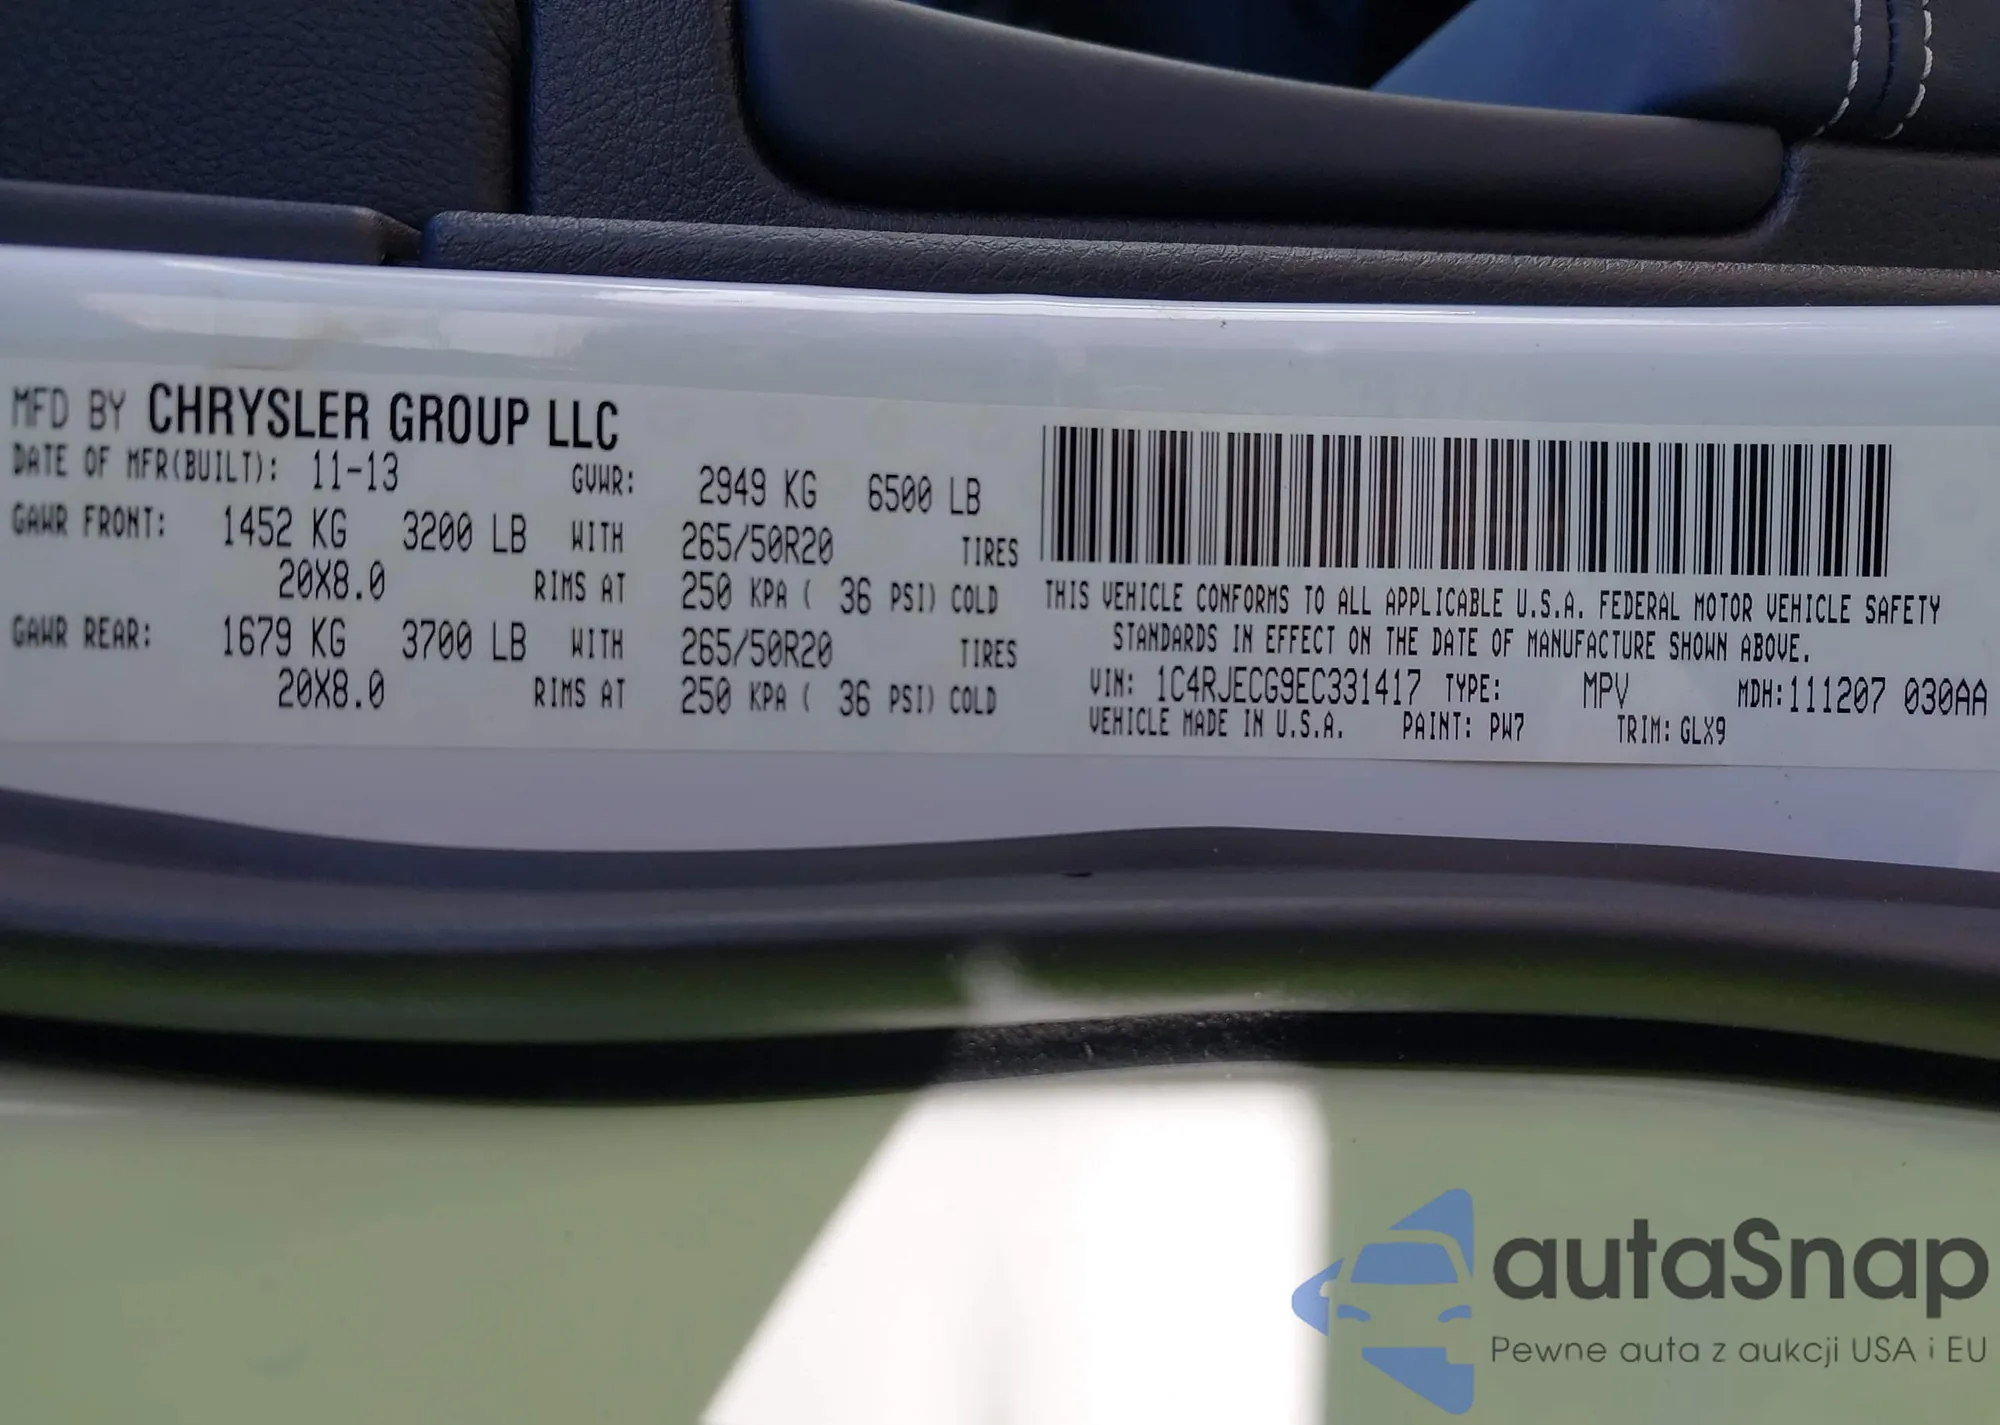 MFD BY CHRYSLER GROUP LLC
DATE OF MFR(BUILT): 11-13 GVWR: 2949 KG 6500 LB
GAWR FRONT: 1452 KG 3200 LB WITH 265/50R20 TIRES
20X8.0 RIMS AT 250 KPA ( 36 PSI) COLD
GAWR REAR: 1679 KG 3700 LB WITH 265/50R20 TIRES
20X8.0 RIMS AT 250 KPA ( 36 PSI) COLD
THIS VEHICLE CONFORMS TO ALL APPLICABLE U.S.A. FEDERAL MOTOR VEHICLE SAFETY
STANDARDS IN EFFECT ON THE DATE OF MANUFACTURE SHOWN ABOVE.
VIN: 1C4RJECG9EC331417 TYPE: MPV MDH:111207 030AA
VEHICLE MADE IN U.S.A. PAINT: PW7 TRIM: GLX9
autaSnap
Pewne auta z aukcji USA i EU